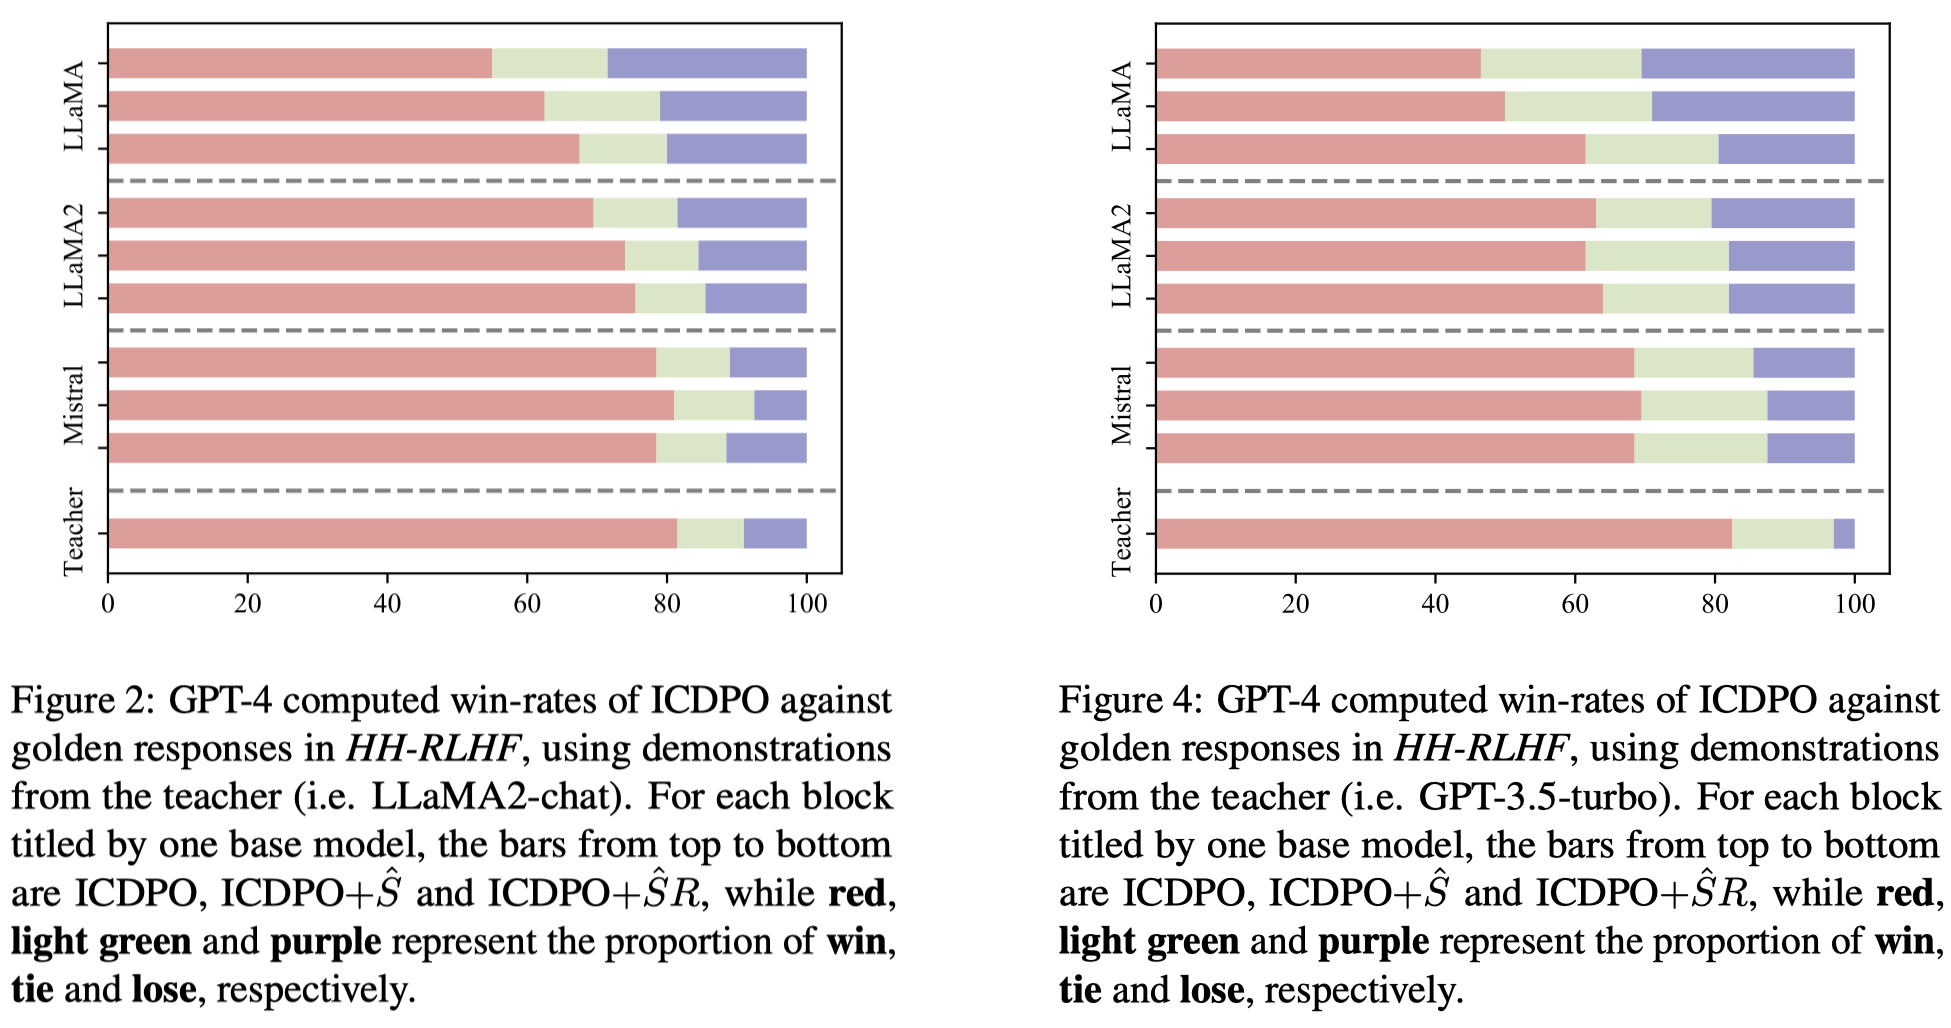 LLaMA
LLaMA2
Mistral
Teacher
0 20 40 60 80 100
Figure 2: GPT-4 computed win-rates of ICDPO against
golden responses in HH-RLHF, using demonstrations
from the teacher (i.e. LLaMA2-chat). For each block
titled by one base model, the bars from top to bottom
are ICDPO, ICDPO+Ŝ and ICDPO+ŜR, while red,
light green and purple represent the proportion of win,
tie and lose, respectively.
LLaMA
LLaMA2
Mistral
Teacher
0 20 40 60 80 100
Figure 4: GPT-4 computed win-rates of ICDPO against
golden responses in HH-RLHF, using demonstrations
from the teacher (i.e. GPT-3.5-turbo). For each block
titled by one base model, the bars from top to bottom
are ICDPO, ICDPO+Ŝ and ICDPO+ŜR, while red,
light green and purple represent the proportion of win,
tie and lose, respectively.